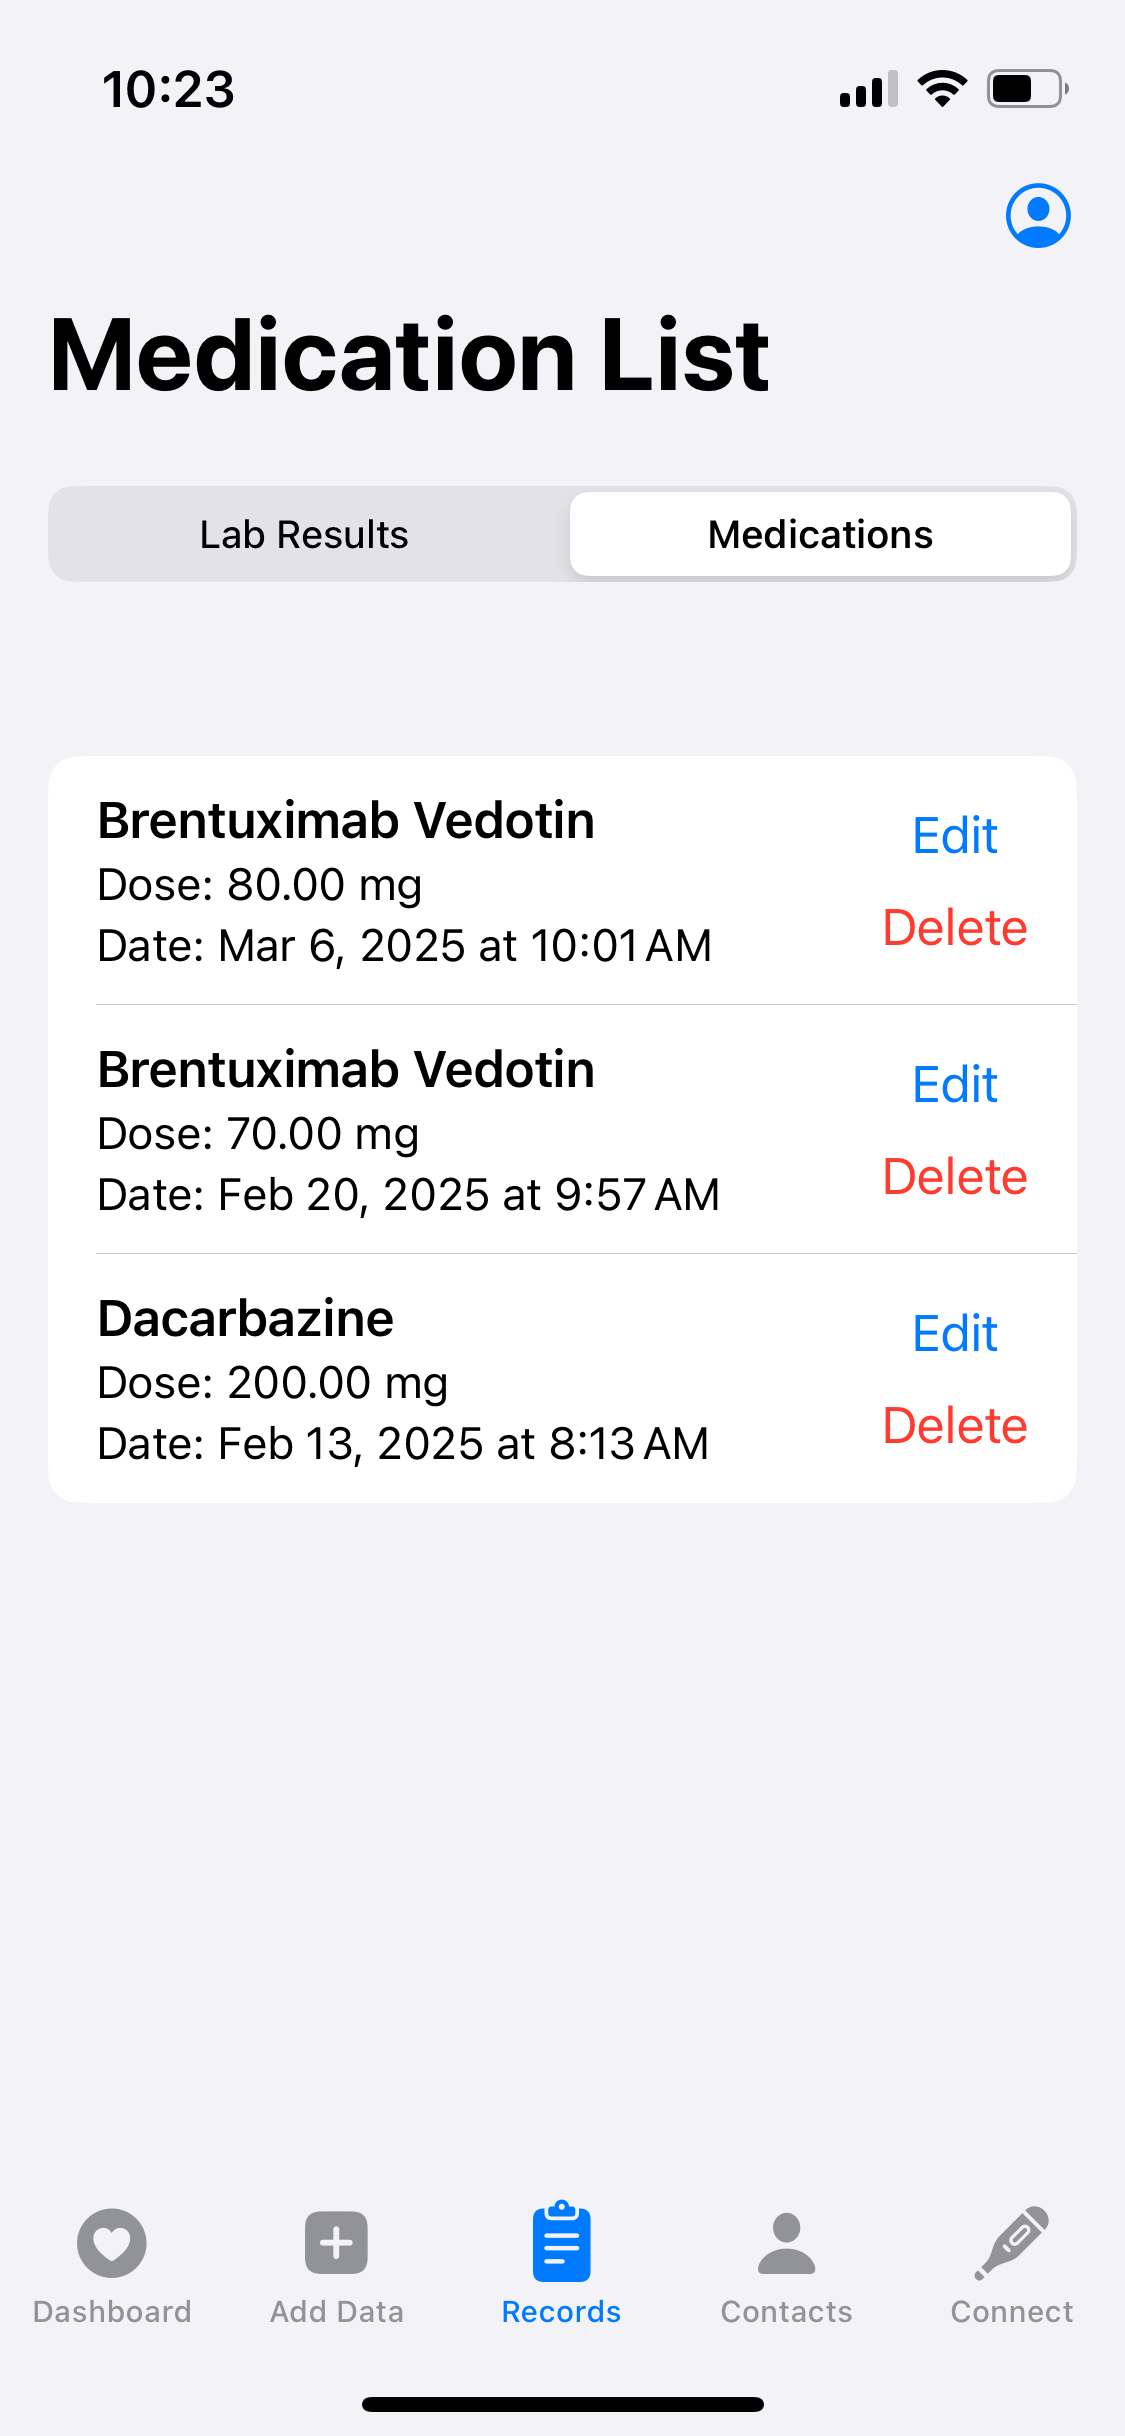 10:23
Medication List
Lab Results
Medications
Brentuximab Vedotin
Edit
Dose: 80.00 mg
Delete
Date: Mar 6, 2025 at 10:01 AM
Brentuximab Vedotin
Edit
Dose: 70.00 mg
Delete
Date: Feb 20, 2025 at 9:57 AM
Dacarbazine
Edit
Dose: 200.00 mg
Delete
Date: Feb 13, 2025 at 8:13 AM
Dashboard
Add Data
Records
Contacts
Connect